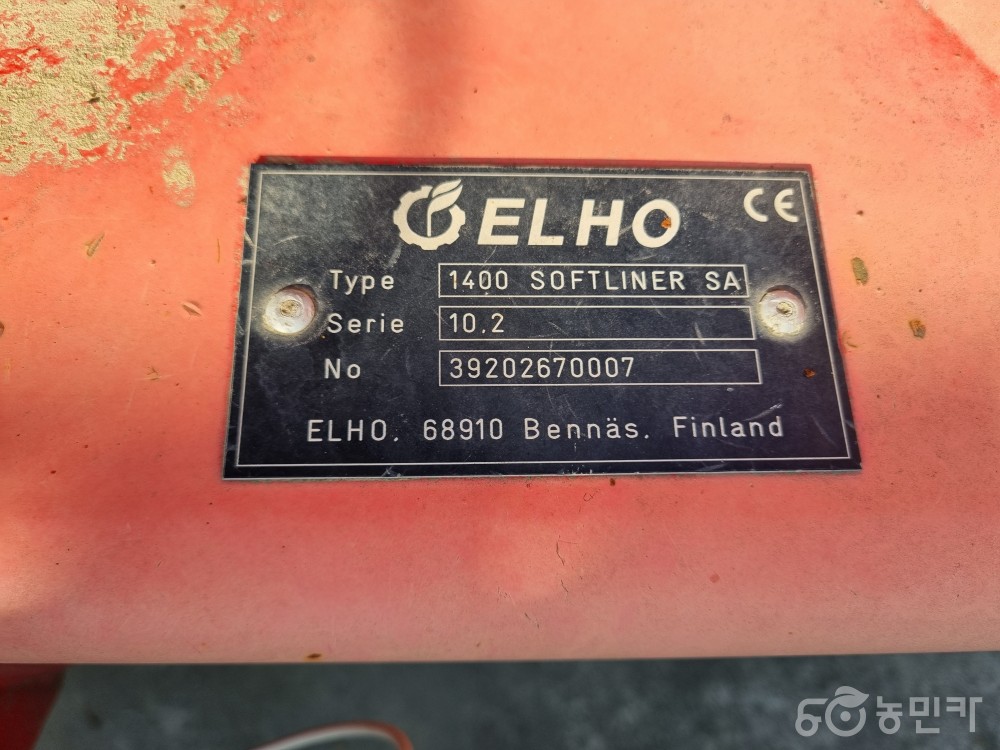 ELHO
CE
Type 1400 SOFTLINER SA
Serie 10.2
No 39202670007
ELHO. 68910 Bennäs. Finland
농민카